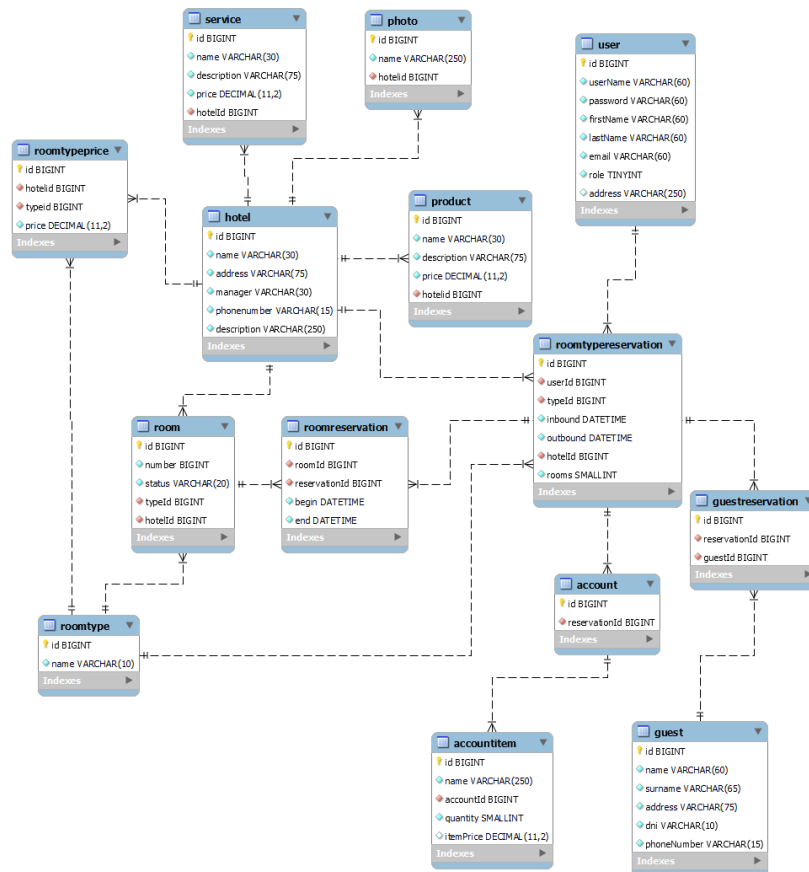 service
id BIGINT
name VARCHAR(30)
description VARCHAR(75)
price DECIMAL(11,2)
hotelId BIGINT
Indexes
photo
id BIGINT
name VARCHAR(250)
hotelid BIGINT
Indexes
user
id BIGINT
userName VARCHAR(60)
password VARCHAR(60)
firstName VARCHAR(60)
lastName VARCHAR(60)
email VARCHAR(60)
role TINYINT
address VARCHAR(250)
Indexes
roomtypeprice
id BIGINT
hotelid BIGINT
typeid BIGINT
price DECIMAL(11,2)
Indexes
hotel
id BIGINT
name VARCHAR(30)
address VARCHAR(75)
manager VARCHAR(30)
phonenumber VARCHAR(15)
description VARCHAR(250)
Indexes
product
id BIGINT
name VARCHAR(30)
description VARCHAR(75)
price DECIMAL(11,2)
hotelid BIGINT
Indexes
roomtypereservation
id BIGINT
userId BIGINT
typeId BIGINT
inbound DATETIME
outbound DATETIME
hotelId BIGINT
rooms SMALLINT
Indexes
room
id BIGINT
number BIGINT
status VARCHAR(20)
typeId BIGINT
hotelId BIGINT
Indexes
roomreservation
id BIGINT
roomId BIGINT
reservationId BIGINT
begin DATETIME
end DATETIME
Indexes
guestreservation
id BIGINT
reservationId BIGINT
guestId BIGINT
Indexes
account
id BIGINT
reservationId BIGINT
Indexes
roomtype
id BIGINT
name VARCHAR(10)
Indexes
accountitem
id BIGINT
name VARCHAR(250)
accountId BIGINT
quantity SMALLINT
itemPrice DECIMAL(11,2)
Indexes
guest
id BIGINT
name VARCHAR(60)
surname VARCHAR(65)
address VARCHAR(75)
dni VARCHAR(10)
phoneNumber VARCHAR(15)
Indexes